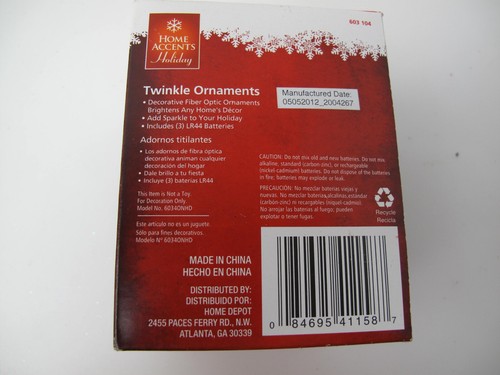 603 104
HOME
ACCENTS
Holiday
Twinkle Ornaments
• Decorative Fiber Optic Ornaments
Brightens Any Home's Décor
• Add Sparkle to Your Holiday
• Includes (3) LR44 Batteries
Manufactured Date:
05052012_2004267
Adornos titilantes
• Los adornos de fibra óptica
decorativa animan cualquier
decoración del hogar
• Dale brillo a tu fiesta
• Incluye (3) baterías LR44
This Item is Not a Toy.
For Decoration Only.
Model No. 6034ONHD
Este artículo no es un juguete.
Sólo para fines decorativos.
Modelo N° 6034ONHD
CAUTION: Do not mix old and new batteries. Do not mix
alkaline, standard (carbon zinc), or rechargeable
(nickel-cadmium) batteries. Do not dispose of the batteries
in fire; batteries may explode or leak
PRECAUCIÓN: No mezclar baterías viejas y
nuevas. No mezclar baterías,alcalinas,estándar
(carbón-zinc) or recargables (níquel-cadmio).
No arrojar las baterías al fuego; pueden
explotar o tener fugas.
Recycle
Recicla
MADE IN CHINA
HECHO EN CHINA
DISTRIBUTED BY:
DISTRIBUIDO POR:
HOME DEPOT
2455 PACES FERRY RD., N.W.
ATLANTA, GA 30339
0 84695 41158 7